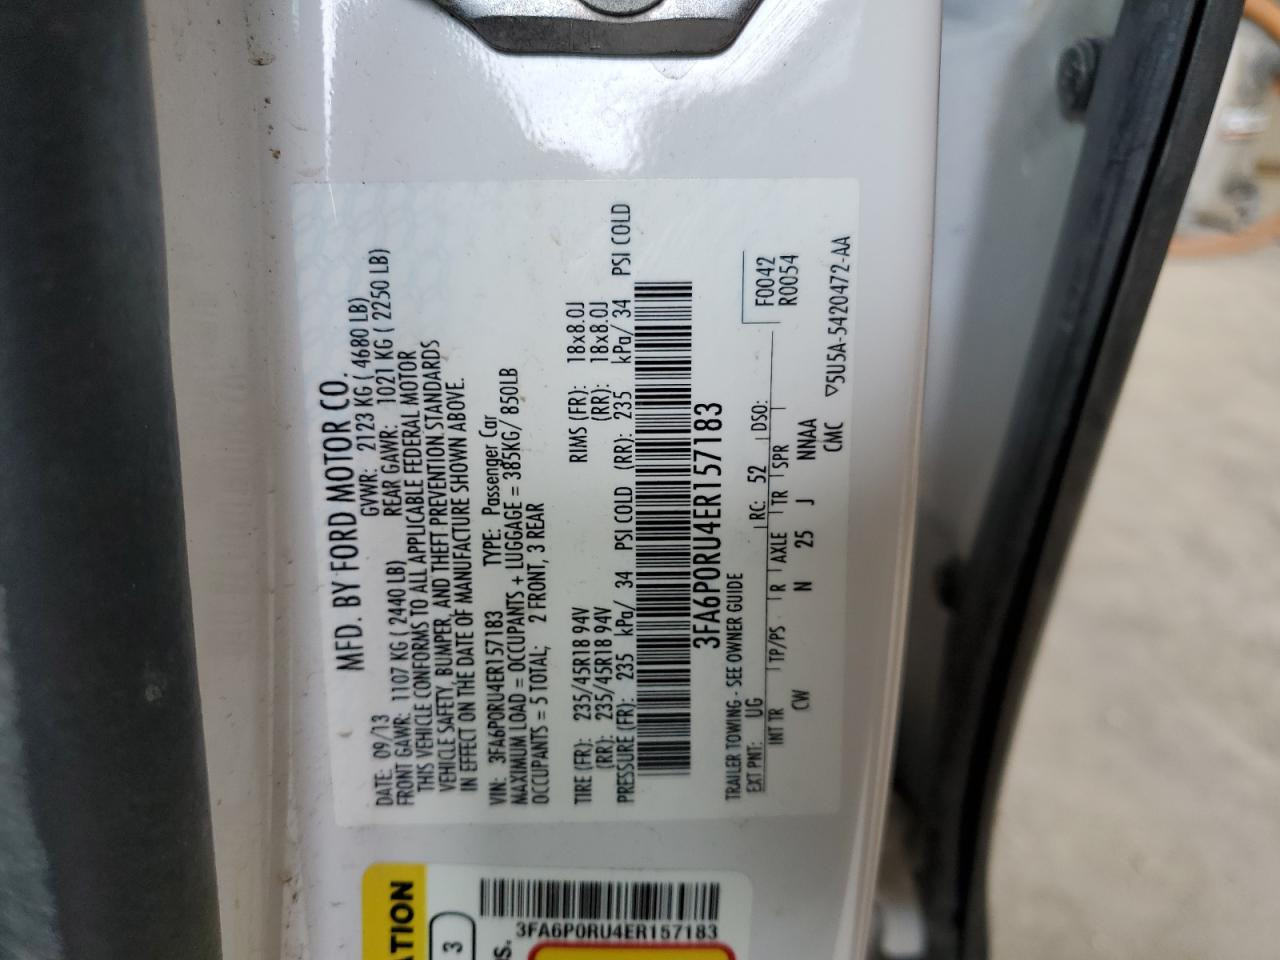 MFD. BY FORD MOTOR CO.
DATE: 09/13 GVWR: 2123 KG ( 4680 LB)
FRONT GAWR: 1107 KG ( 2440 LB) REAR GAWR: 1021 KG ( 2250 LB)
THIS VEHICLE CONFORMS TO ALL APPLICABLE FEDERAL MOTOR
VEHICLE SAFETY, BUMPER, AND THEFT PREVENTION STANDARDS
IN EFFECT ON THE DATE OF MANUFACTURE SHOWN ABOVE.
VIN: 3FA6P0RU4ER157183 TYPE: Passenger Car
MAXIMUM LOAD = OCCUPANTS + LUGGAGE = 385KG/ 850LB
OCCUPANTS = 5 TOTAL; 2 FRONT, 3 REAR
TIRE (FR): 235/45R18 94V RIMS (FR): 18x8.0J
(RR): 235/45R18 94V (RR): 18x8.0J
PRESSURE (FR): 235 kPa/ 34 PSI COLD (RR): 235 kPa/ 34 PSI COLD
3FA6P0RU4ER157183
TRAILER TOWING - SEE OWNER GUIDE
F0042
R0054
EXT PNT: UG RC: 52 DSO:
INT TR TP/PS R AXLE TR SPR
CW N 25 J NNAA
CMC ▽5U5A-5420472-AA
ATION
3
3FA6P0RU4ER157183